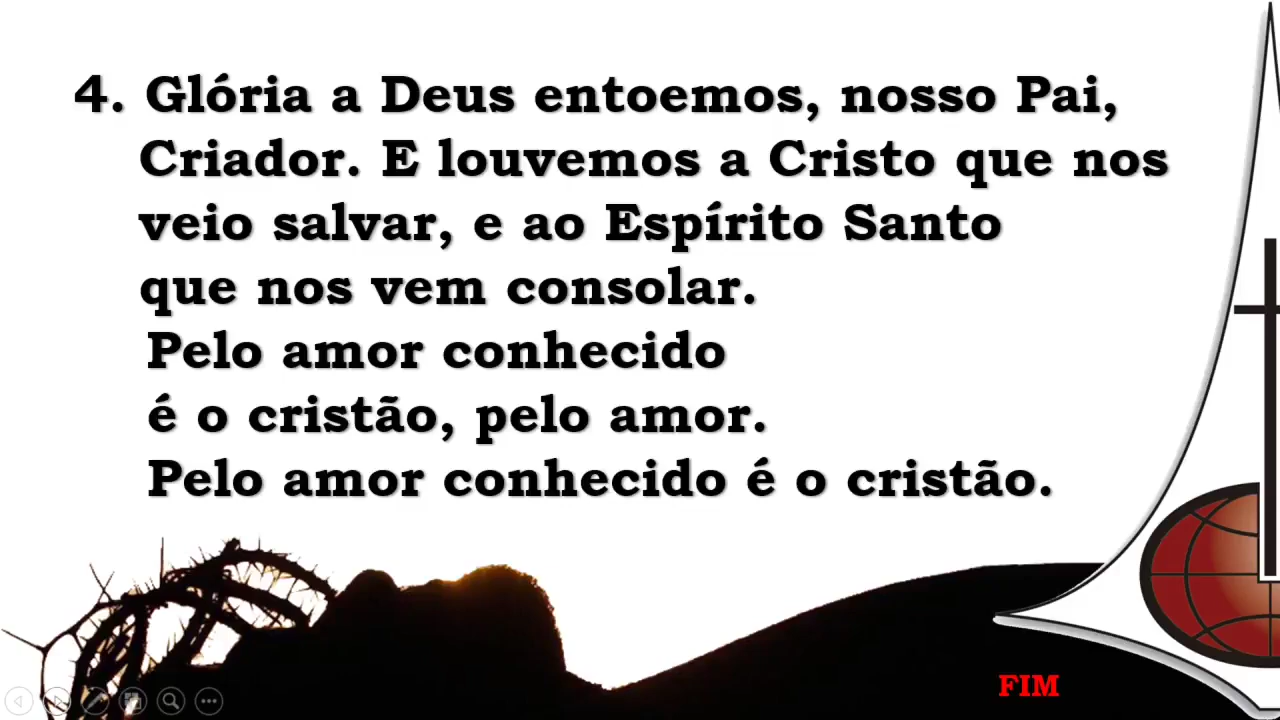 4. Glória a Deus entoemos, nosso Pai,
Criador. E louvemos a Cristo que nos
veio salvar, e ao Espírito Santo
que nos vem consolar.
Pelo amor conhecido
é o cristão, pelo amor.
Pelo amor conhecido é o cristão.
FIM